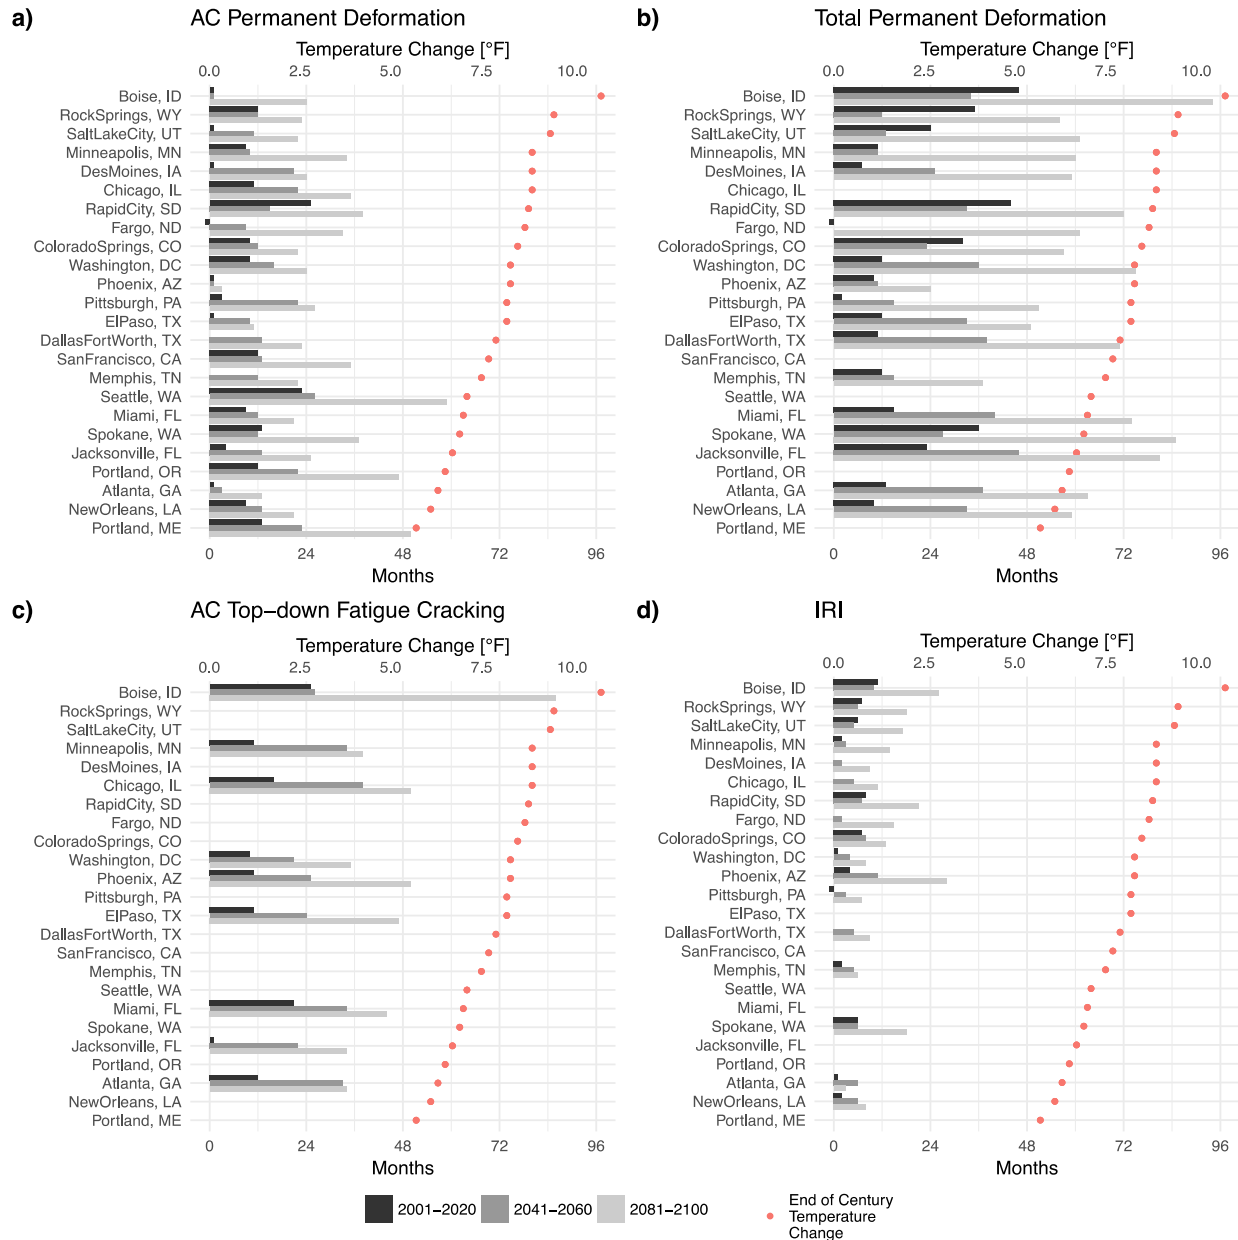 a) AC Permanent Deformation
Temperature Change [°F]
0.0 2.5 5.0 7.5 10.0
Boise, ID
RockSprings, WY
SaltLakeCity, UT
Minneapolis, MN
DesMoines, IA
Chicago, IL
RapidCity, SD
Fargo, ND
ColoradoSprings, CO
Washington, DC
Phoenix, AZ
Pittsburgh, PA
ElPaso, TX
DallasFortWorth, TX
SanFrancisco, CA
Memphis, TN
Seattle, WA
Miami, FL
Spokane, WA
Jacksonville, FL
Portland, OR
Atlanta, GA
NewOrleans, LA
Portland, ME
0 24 48 72 96
Months
b) Total Permanent Deformation
Temperature Change [°F]
0.0 2.5 5.0 7.5 10.0
Boise, ID
RockSprings, WY
SaltLakeCity, UT
Minneapolis, MN
DesMoines, IA
Chicago, IL
RapidCity, SD
Fargo, ND
ColoradoSprings, CO
Washington, DC
Phoenix, AZ
Pittsburgh, PA
ElPaso, TX
DallasFortWorth, TX
SanFrancisco, CA
Memphis, TN
Seattle, WA
Miami, FL
Spokane, WA
Jacksonville, FL
Portland, OR
Atlanta, GA
NewOrleans, LA
Portland, ME
0 24 48 72 96
Months
c) AC Top−down Fatigue Cracking
Temperature Change [°F]
0.0 2.5 5.0 7.5 10.0
Boise, ID
RockSprings, WY
SaltLakeCity, UT
Minneapolis, MN
DesMoines, IA
Chicago, IL
RapidCity, SD
Fargo, ND
ColoradoSprings, CO
Washington, DC
Phoenix, AZ
Pittsburgh, PA
ElPaso, TX
DallasFortWorth, TX
SanFrancisco, CA
Memphis, TN
Seattle, WA
Miami, FL
Spokane, WA
Jacksonville, FL
Portland, OR
Atlanta, GA
NewOrleans, LA
Portland, ME
0 24 48 72 96
Months
d) IRI
Temperature Change [°F]
0.0 2.5 5.0 7.5 10.0
Boise, ID
RockSprings, WY
SaltLakeCity, UT
Minneapolis, MN
DesMoines, IA
Chicago, IL
RapidCity, SD
Fargo, ND
ColoradoSprings, CO
Washington, DC
Phoenix, AZ
Pittsburgh, PA
ElPaso, TX
DallasFortWorth, TX
SanFrancisco, CA
Memphis, TN
Seattle, WA
Miami, FL
Spokane, WA
Jacksonville, FL
Portland, OR
Atlanta, GA
NewOrleans, LA
Portland, ME
0 24 48 72 96
Months
2001−2020 2041−2060 2081−2100
End of Century
Temperature
Change